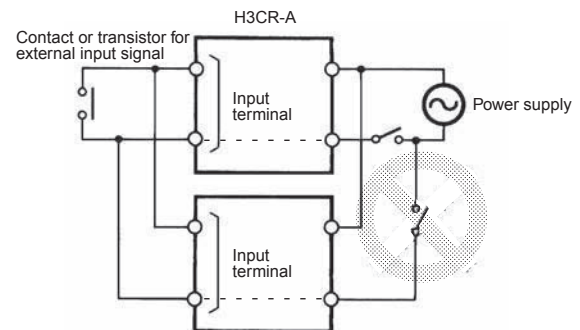 H3CR-A
Contact or transistor for
external input signal
Input
terminal
Power supply
Input
terminal